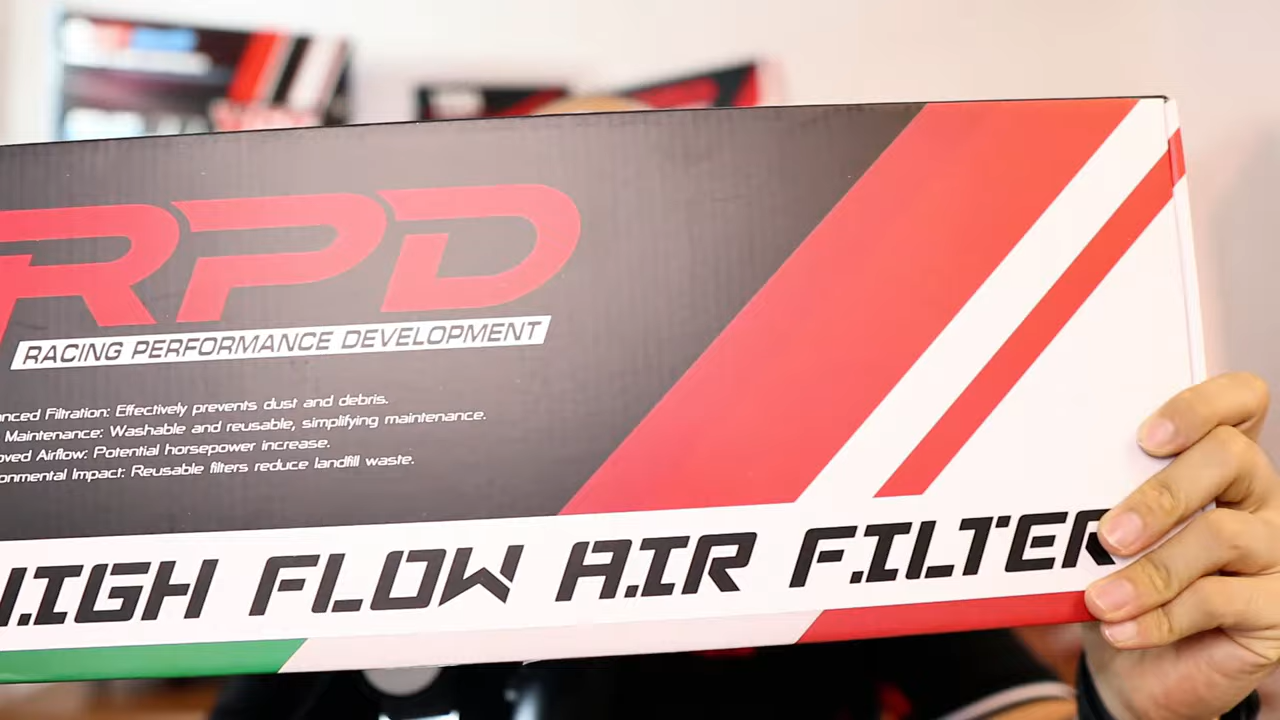 RPD
RACING PERFORMANCE DEVELOPMENT
Filtration: Effectively prevents dust and debris.
Maintenance: Washable and reusable, simplifying maintenance.
Airflow: Potential horsepower increase.
Impact: Reusable filters reduce landfill waste.
HIGH FLOW AIR FILTER